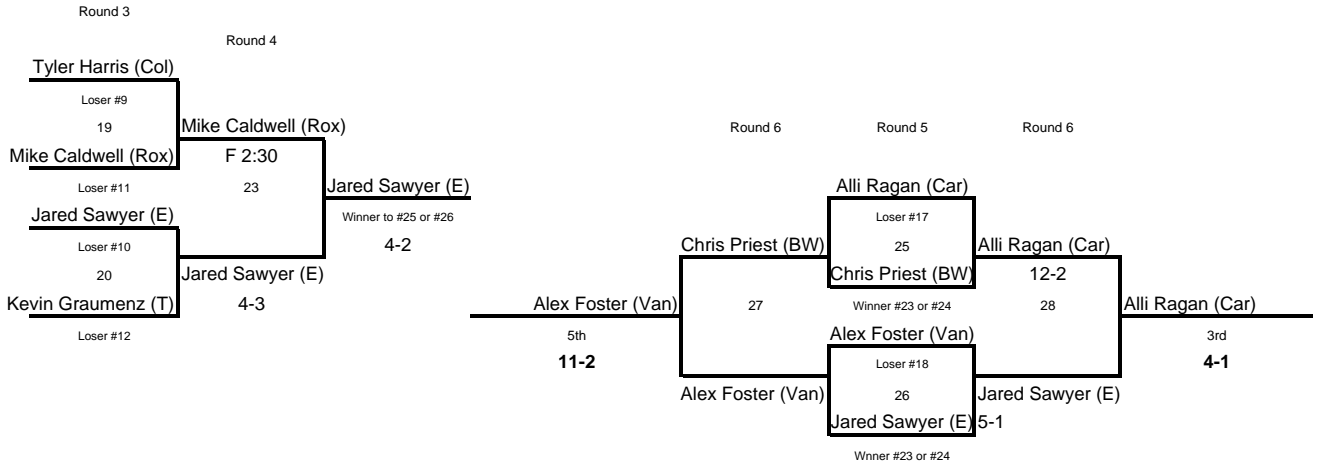 Round 3
Round 4
Tyler Harris (Col)
Loser #9
19
Mike Caldwell (Rox)
Mike Caldwell (Rox)
F 2:30
Loser #11
23
Jared Sawyer (E)
Jared Sawyer (E)
Winner to #25 or #26
Loser #10
4-2
20
Jared Sawyer (E)
Kevin Graumenz (T)
4-3
Loser #12
Round 6
Round 5
Round 6
Alli Ragan (Car)
Loser #17
Chris Priest (BW)
25
Alli Ragan (Car)
Chris Priest (BW)
12-2
Alex Foster (Van)
27
Winner #23 or #24
28
Alli Ragan (Car)
5th
Alex Foster (Van)
3rd
11-2
Loser #18
4-1
Alex Foster (Van)
26
Jared Sawyer (E)
Jared Sawyer (E)
5-1
Wnner #23 or #24